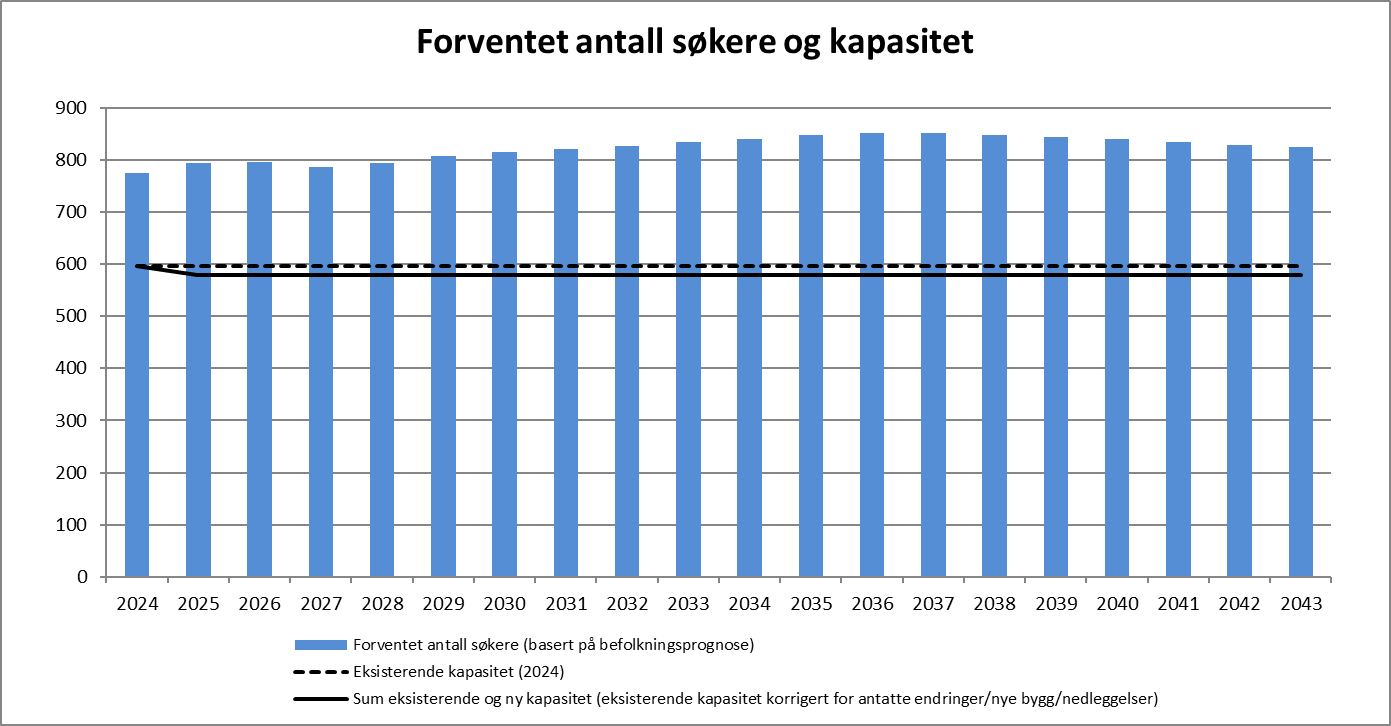 Forventet antall søkere og kapasitet
900
800
700
600
500
400
300
200
100
0
2024 2025 2026 2027 2028 2029 2030 2031 2032 2033 2034 2035 2036 2037 2038 2039 2040 2041 2042 2043
Forventet antall søkere (basert på befolkningsprognose)
Eksisterende kapasitet (2024)
Sum eksisterende og ny kapasitet (eksisterende kapasitet korrigert for antatte endringer/nye bygg/nedleggelser)